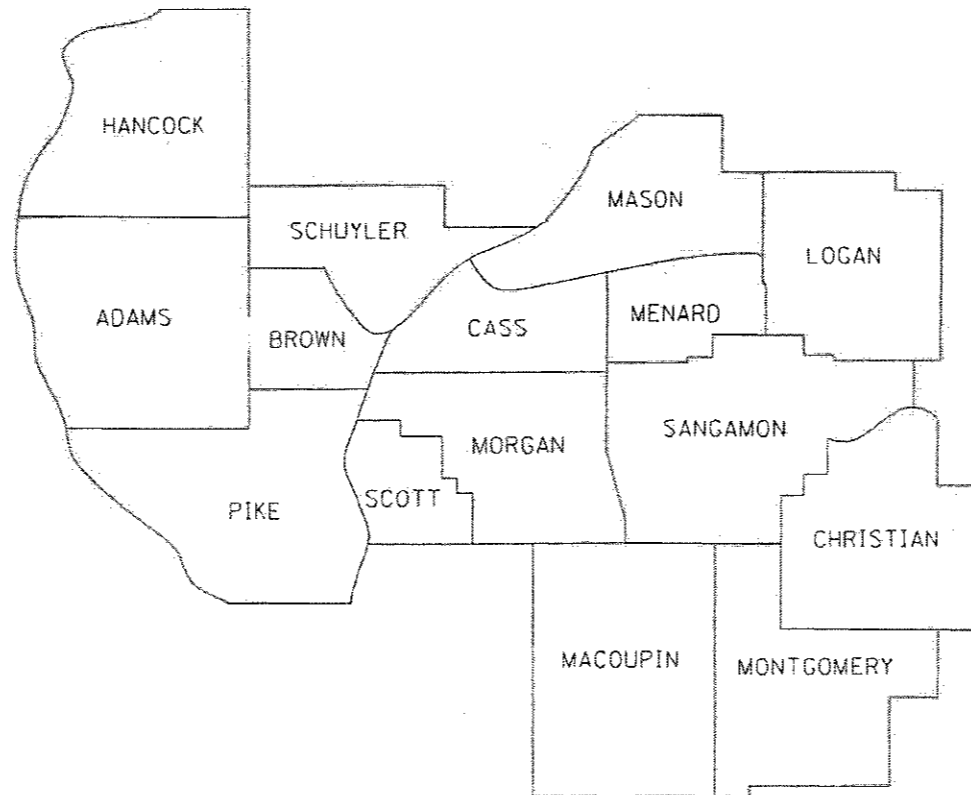 HANCOCK
MASON
SCHUYLER
LOGAN
ADAMS
MENARD
CASS
BROWN
SANGAMON
MORGAN
SCOTT
PIKE
CHRISTIAN
MACOUPIN
MONTGOMERY